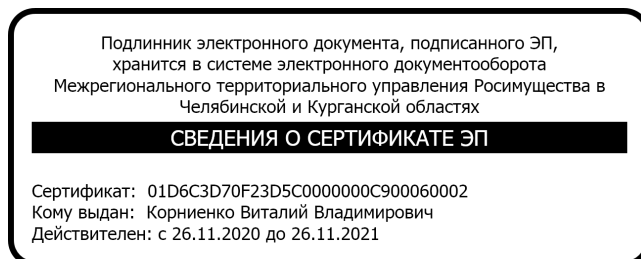 Подлинник электронного документа, подписанного ЭП,
хранится в системе электронного документооборота
Межрегионального территориального управления Росимущества в
Челябинской и Курганской областях
СВЕДЕНИЯ О СЕРТИФИКАТЕ ЭП
Сертификат: 01D6C3D70F23D5C0000000C900060002
Кому выдан: Корниенко Виталий Владимирович
Действителен: с 26.11.2020 до 26.11.2021